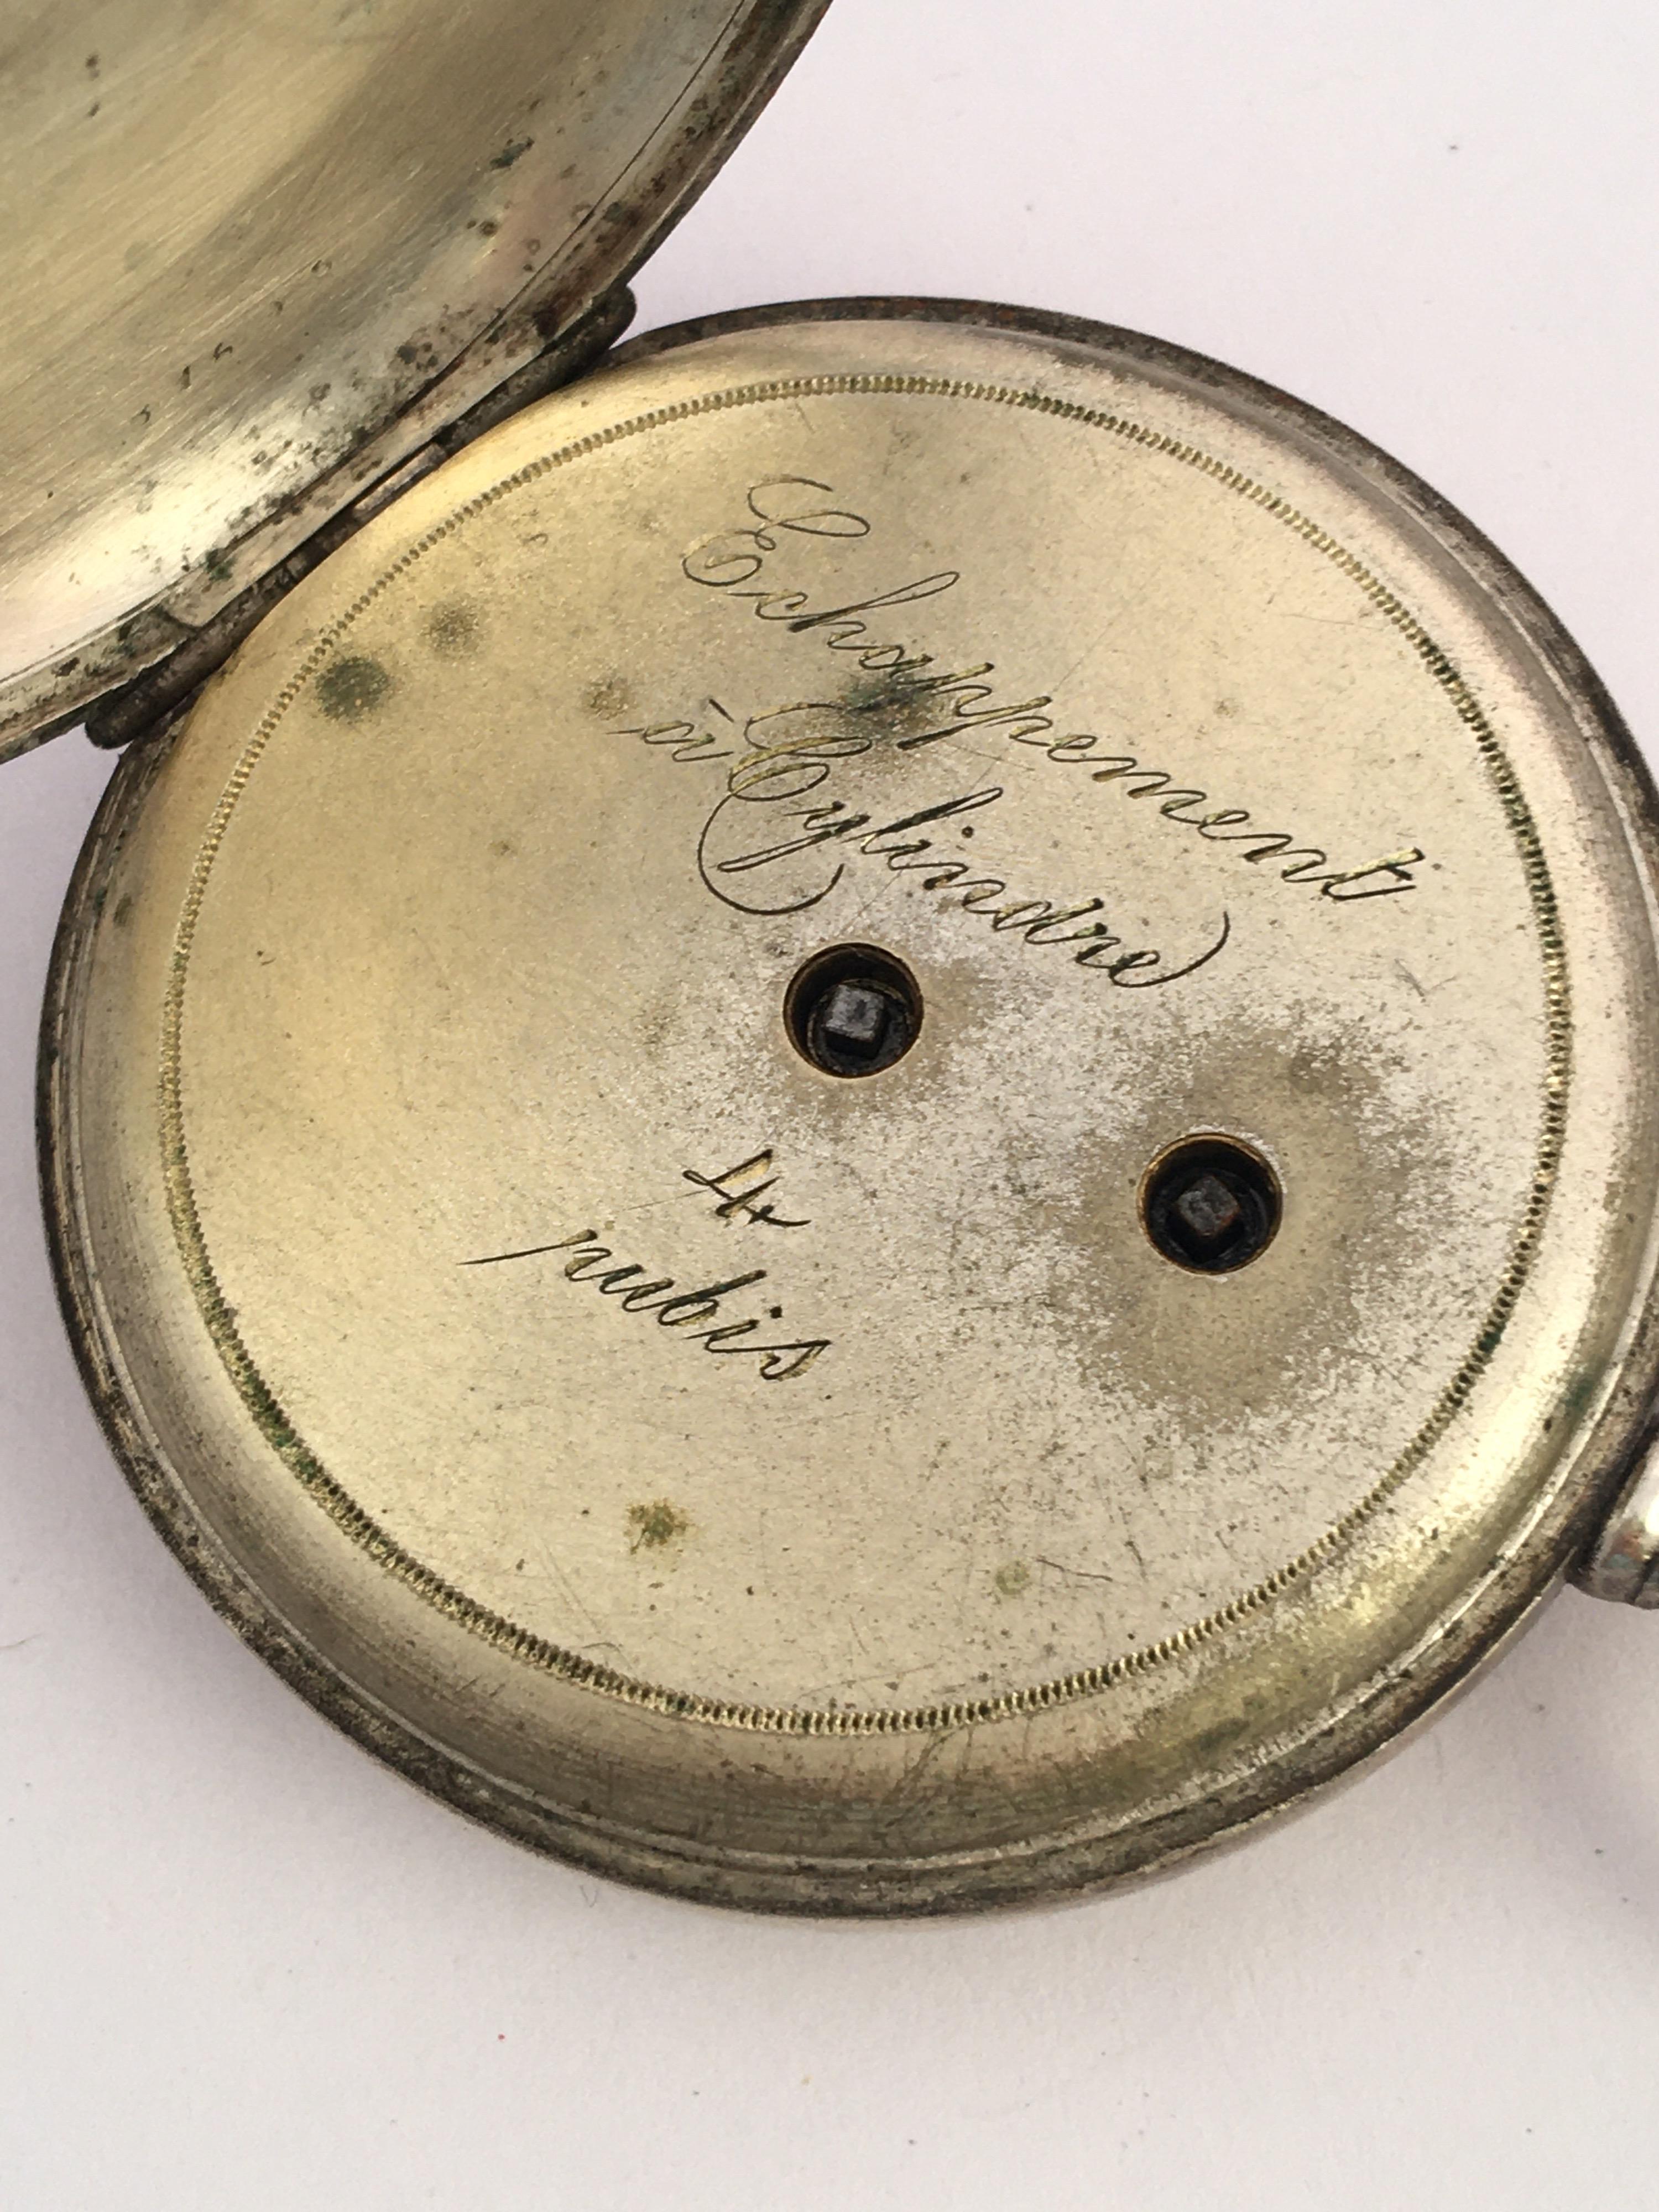 Echappement
à Cylindre
4
rubis